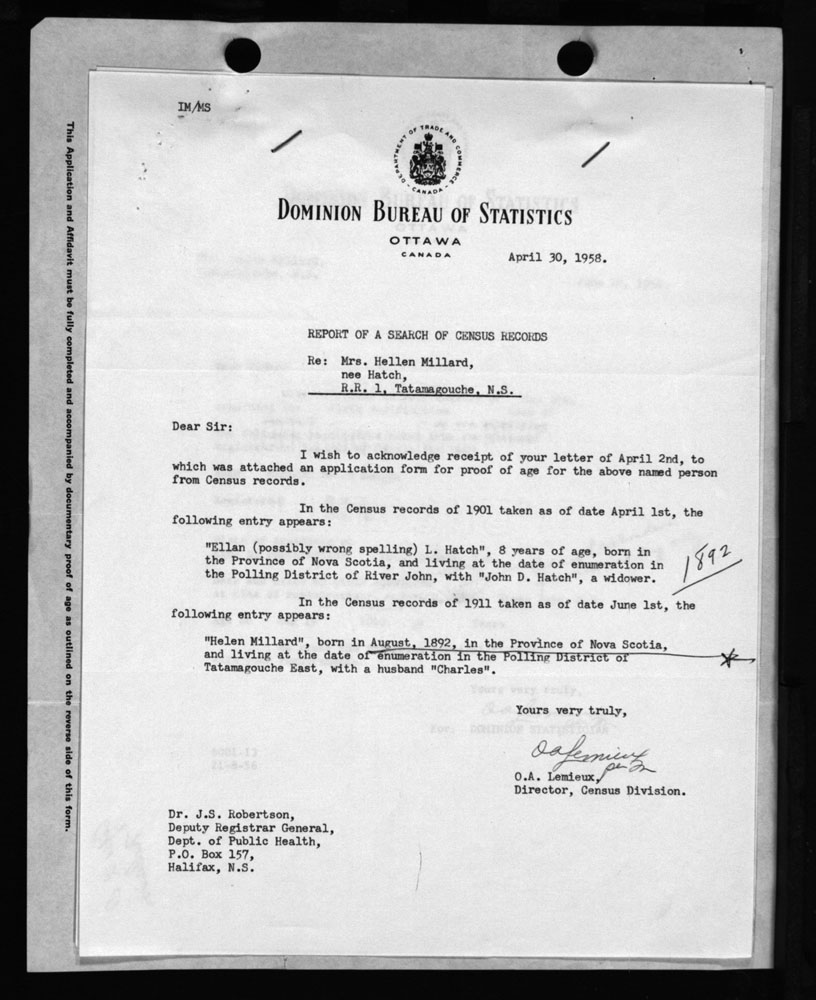 IM/MS
DEPARTMENT OF TRADE AND COMMERCE
CANADA
DOMINION BUREAU OF STATISTICS
OTTAWA
CANADA
April 30, 1958.
REPORT OF A SEARCH OF CENSUS RECORDS
Re: Mrs. Hellen Millard,
nee Hatch,
R.R. 1, Tatamagouche, N.S.
Dear Sir:
I wish to acknowledge receipt of your letter of April 2nd, to
which was attached an application form for proof of age for the above named person
from Census records.
In the Census records of 1901 taken as of date April 1st, the
following entry appears:
"Ellan (possibly wrong spelling) L. Hatch", 8 years of age, born in
the Province of Nova Scotia, and living at the date of enumeration in
the Polling District of River John, with "John D. Hatch", a widower.
1892
In the Census records of 1911 taken as of date June 1st, the
following entry appears:
"Helen Millard", born in August, 1892, in the Province of Nova Scotia,
and living at the date of enumeration in the Polling District of
Tatamagouche East, with a husband "Charles".
Yours very truly,
OALemieux
per
O.A. Lemieux,
Director, Census Division.
Dr. J.S. Robertson,
Deputy Registrar General,
Dept. of Public Health,
P.O. Box 157,
Halifax, N.S.
This Application and Affidavit must be fully completed and accompanied by documentary proof of age as outlined on the reverse side of this form.